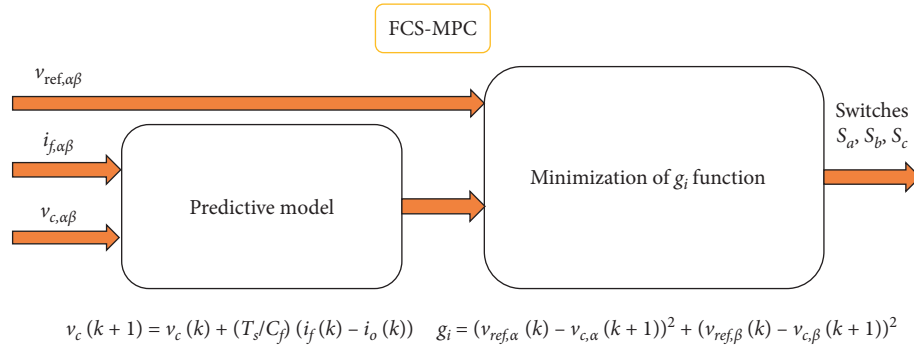 FCS-MPC
v_ref,αβ
i_f,αβ
v_c,αβ
Predictive model
Minimization of g_i function
Switches
S_a, S_b, S_c
v_c (k + 1) = v_c (k) + (T_s/C_f) (i_f (k) − i_o (k))
g_i = (v_ref,α (k) − v_c,α (k + 1))² + (v_ref,β (k) − v_c,β (k + 1))²